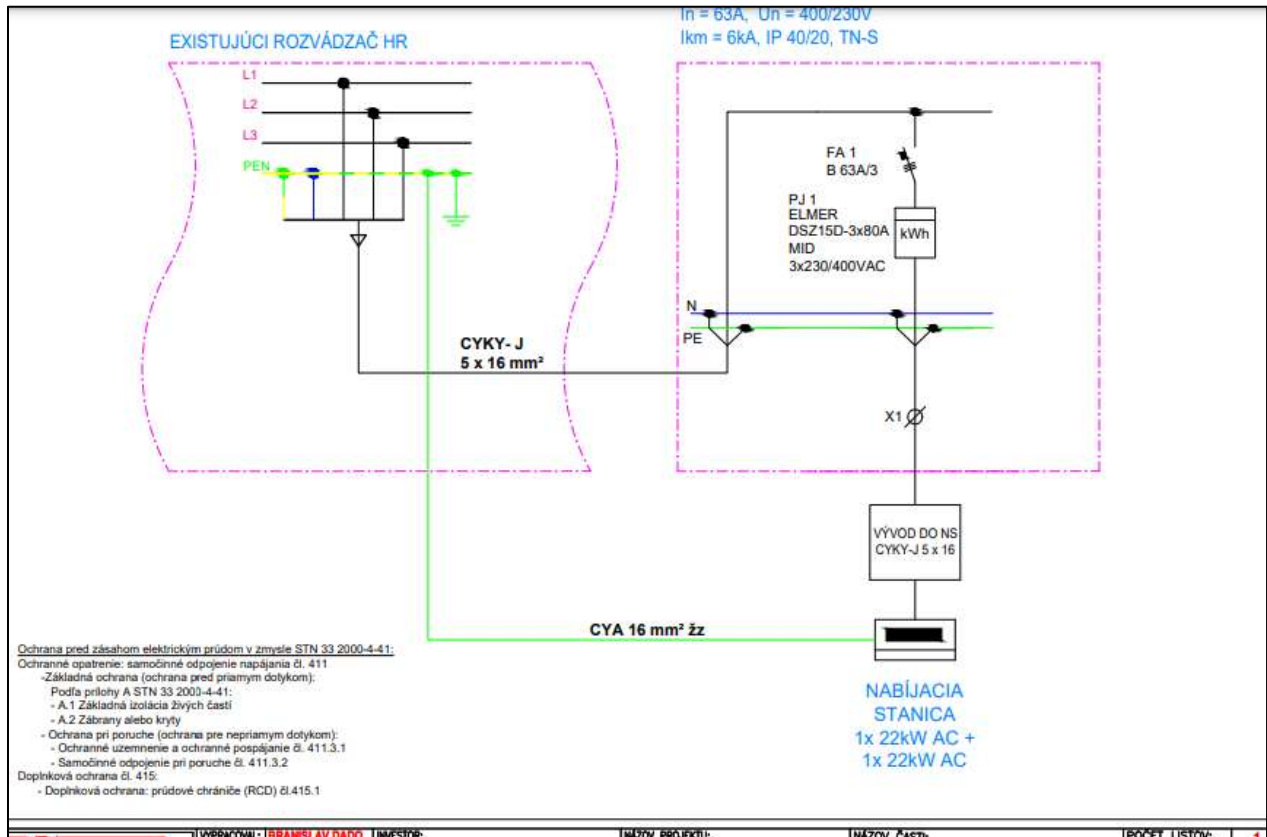 EXISTUJÚCI ROZVÁDZAČ HR
L1
L2
L3
PEN
CYKY- J
5 x 16 mm²
In = 63A, Un = 400/230V
Ikm = 6kA, IP 40/20, TN-S
FA 1
B 63A/3
PJ 1
ELMER
DSZ15D-3x80A
MID
3x230/400VAC
kWh
N
PE
X1
VÝVOD DO NS
CYKY-J 5 x 16
CYA 16 mm² žz
NABÍJACIA
STANICA
1x 22kW AC +
1x 22kW AC
Ochrana pred zásahom elektrickým prúdom v zmysle STN 33 2000-4-41:
Ochranné opatrenie: samočinné odpojenie napájania čl. 411
-Základná ochrana (ochrana pred priamym dotykom):
Podľa prílohy A STN 33 2000-4-41:
- A.1 Základná izolácia živých častí
- A.2 Zábrany alebo kryty
- Ochrana pri poruche (ochrana pre nepriamym dotykom):
- Ochranné uzemnenie a ochranné pospájanie čl. 411.3.1
- Samočinné odpojenie pri poruche čl. 411.3.2
Doplnková ochrana čl. 415:
- Doplnková ochrana: prúdové chrániče (RCD) čl.415.1
VYPRACOVAL: BRANISLAV DADO INVESTOR: NÁZOV PROJEKTU: NÁZOV ČASTI: POČET LISTOV: 1